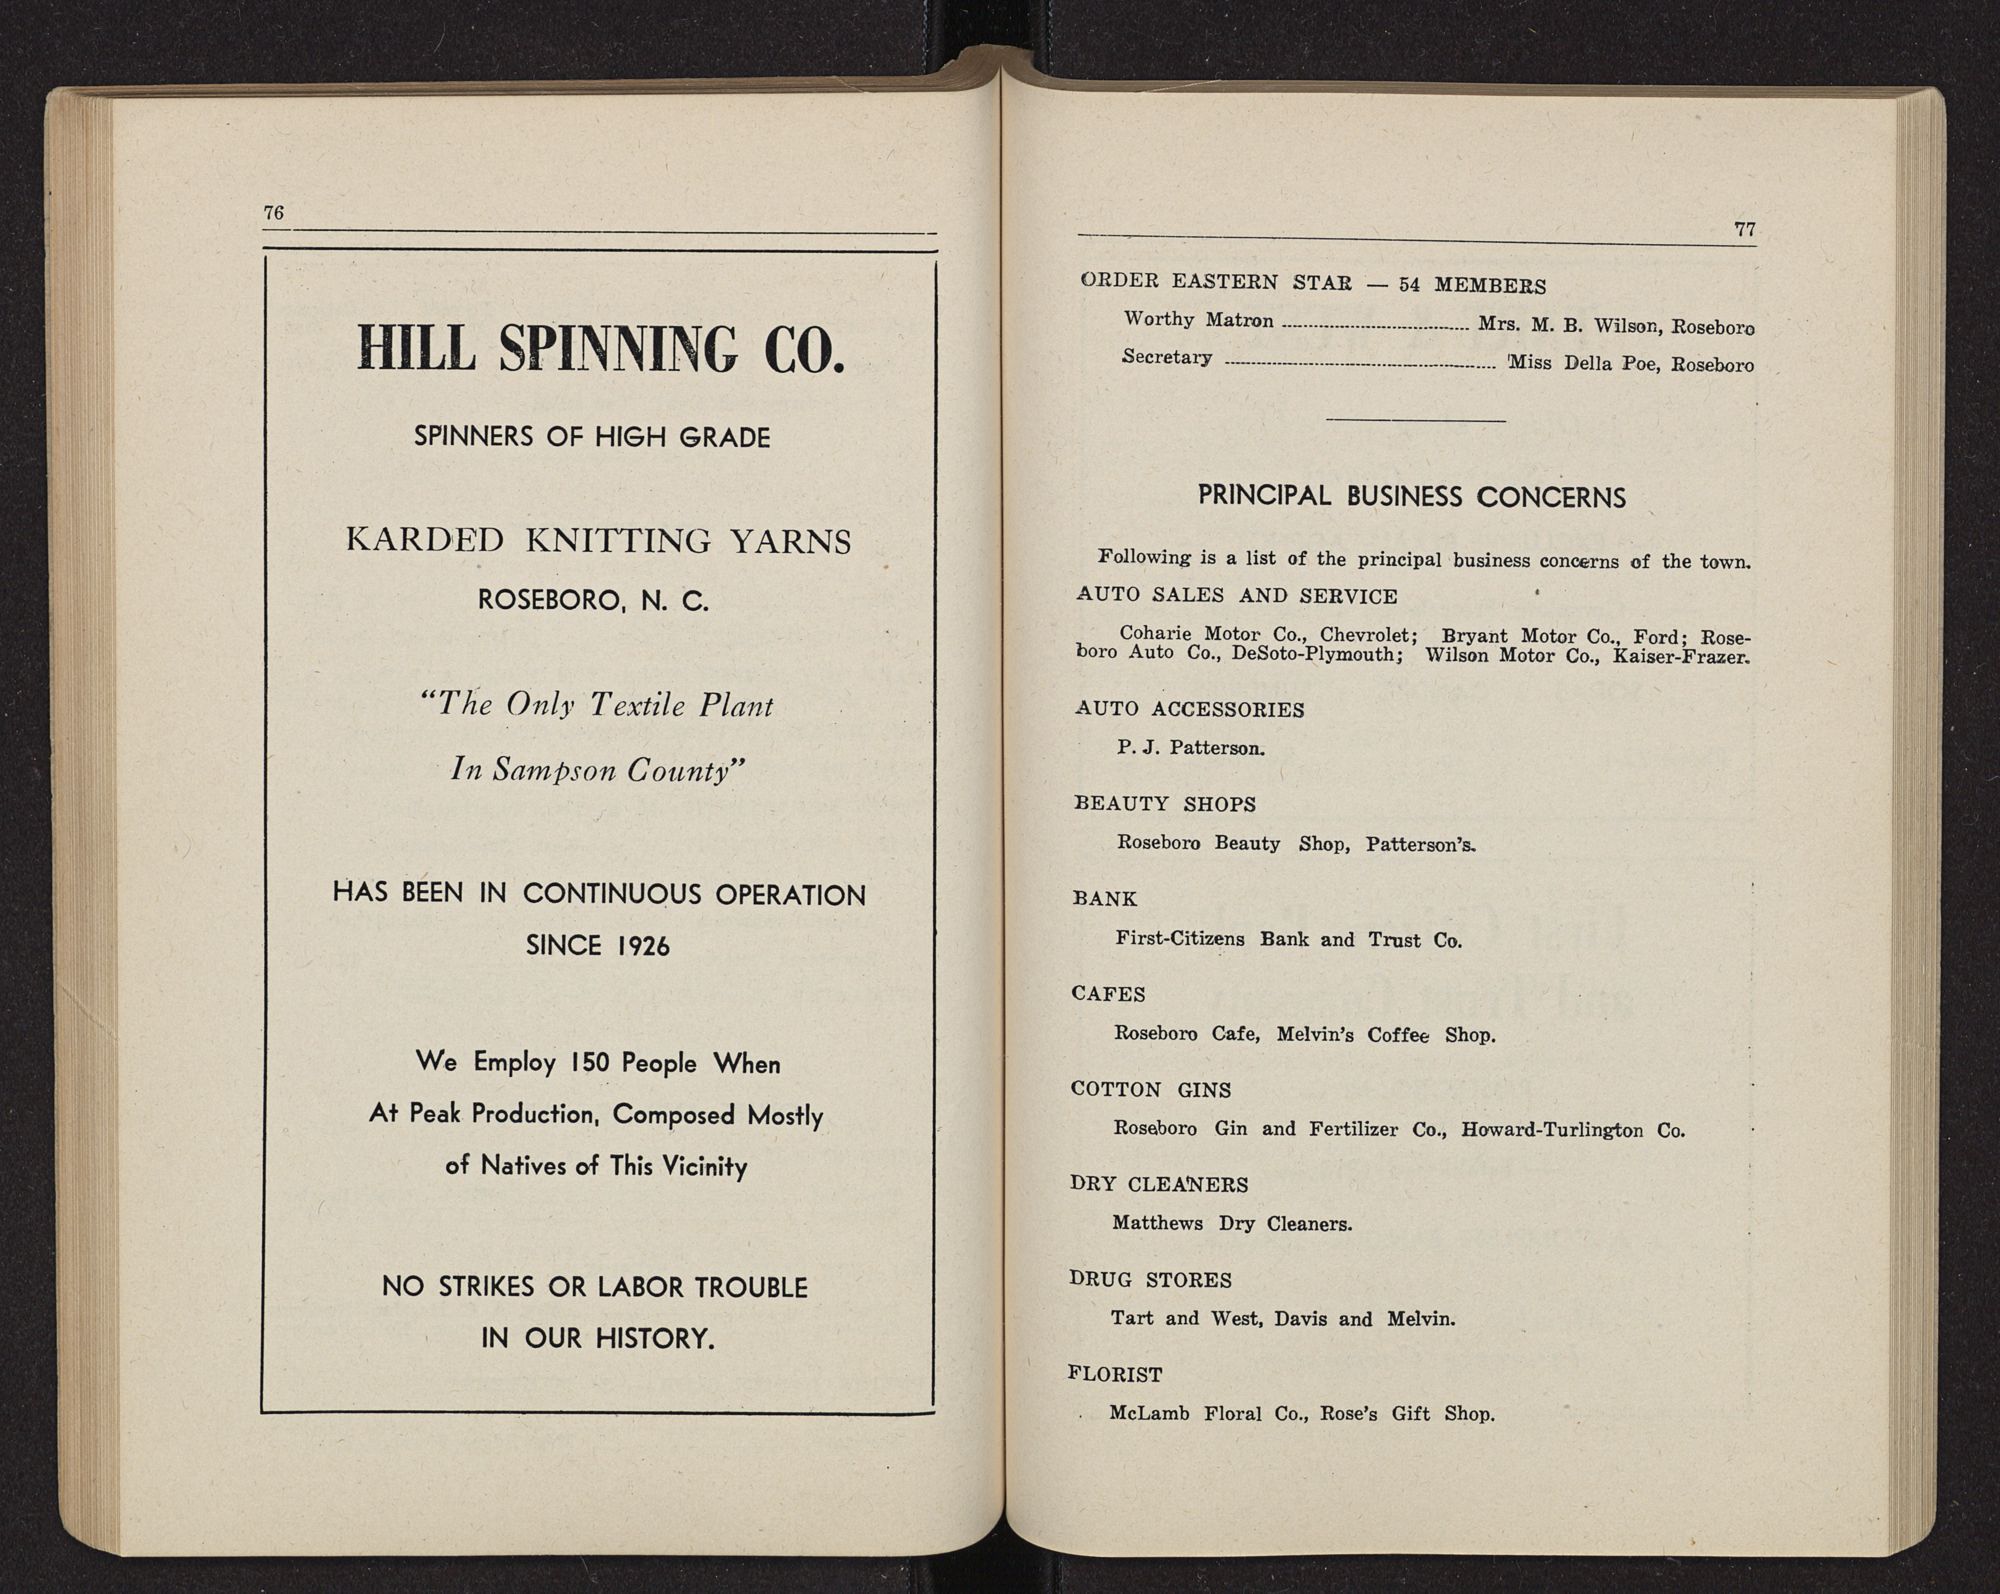 76
HILL SPINNING CO.
SPINNERS OF HIGH GRADE
KARDED KNITTING YARNS
ROSEBORO, N. C.
"The Only Textile Plant
In Sampson County"
HAS BEEN IN CONTINUOUS OPERATION
SINCE 1926
We Employ 150 People When
At Peak Production, Composed Mostly
of Natives of This Vicinity
NO STRIKES OR LABOR TROUBLE
IN OUR HISTORY.
77
ORDER EASTERN STAR — 54 MEMBERS
Worthy Matron ........................ Mrs. M. B. Wilson, Roseboro
Secretary ........................ 'Miss Della Poe, Roseboro
PRINCIPAL BUSINESS CONCERNS
Following is a list of the principal business concerns of the town.
AUTO SALES AND SERVICE
Coharie Motor Co., Chevrolet; Bryant Motor Co., Ford; Rose-
boro Auto Co., DeSoto-Plymouth; Wilson Motor Co., Kaiser-Frazer.
AUTO ACCESSORIES
P. J. Patterson.
BEAUTY SHOPS
Roseboro Beauty Shop, Patterson's.
BANK
First-Citizens Bank and Trust Co.
CAFES
Roseboro Cafe, Melvin's Coffee Shop.
COTTON GINS
Roseboro Gin and Fertilizer Co., Howard-Turlington Co.
DRY CLEANERS
Matthews Dry Cleaners.
DRUG STORES
Tart and West, Davis and Melvin.
FLORIST
McLamb Floral Co., Rose's Gift Shop.